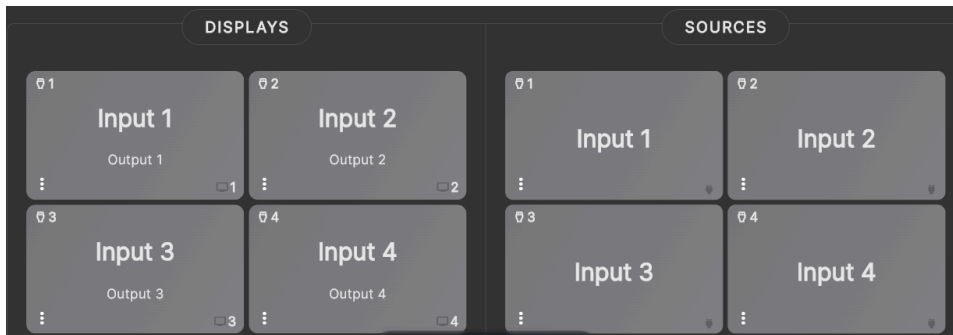 DISPLAYS
SOURCES
1
Input 1
Output 1
1
2
Input 2
Output 2
2
3
Input 3
Output 3
3
4
Input 4
Output 4
4
1
Input 1
2
Input 2
3
Input 3
4
Input 4